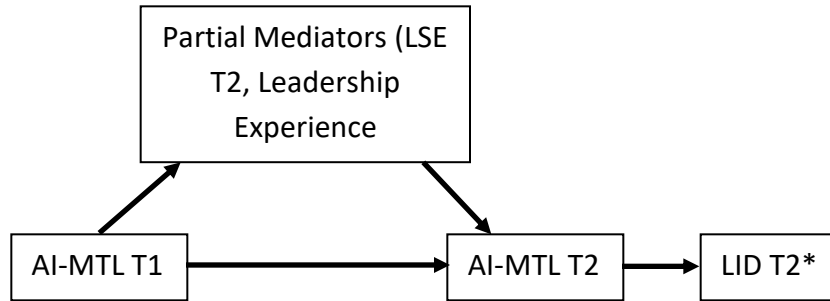 Partial Mediators (LSE
T2, Leadership
Experience
AI-MTL T1
AI-MTL T2
LID T2*